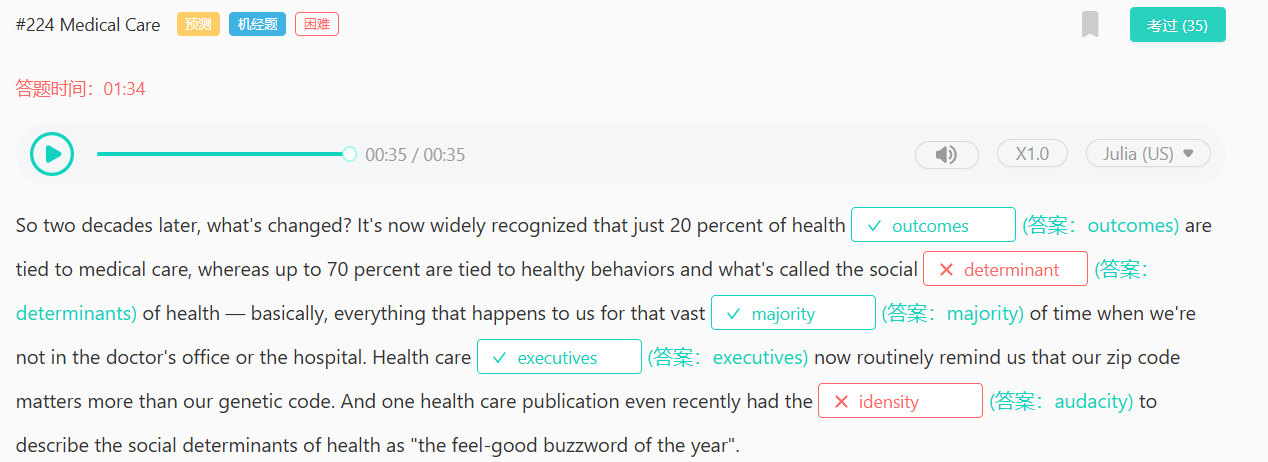 #224 Medical Care 预测 机经题 困难 考过 (35)
答题时间：01:34
00:35 / 00:35 X1.0 Julia (US)
So two decades later, what's changed? It's now widely recognized that just 20 percent of health outcomes (答案：outcomes) are
tied to medical care, whereas up to 70 percent are tied to healthy behaviors and what's called the social determinant (答案：
determinants) of health — basically, everything that happens to us for that vast majority (答案：majority) of time when we're
not in the doctor's office or the hospital. Health care executives (答案：executives) now routinely remind us that our zip code
matters more than our genetic code. And one health care publication even recently had the idensity (答案：audacity) to
describe the social determinants of health as "the feel-good buzzword of the year".